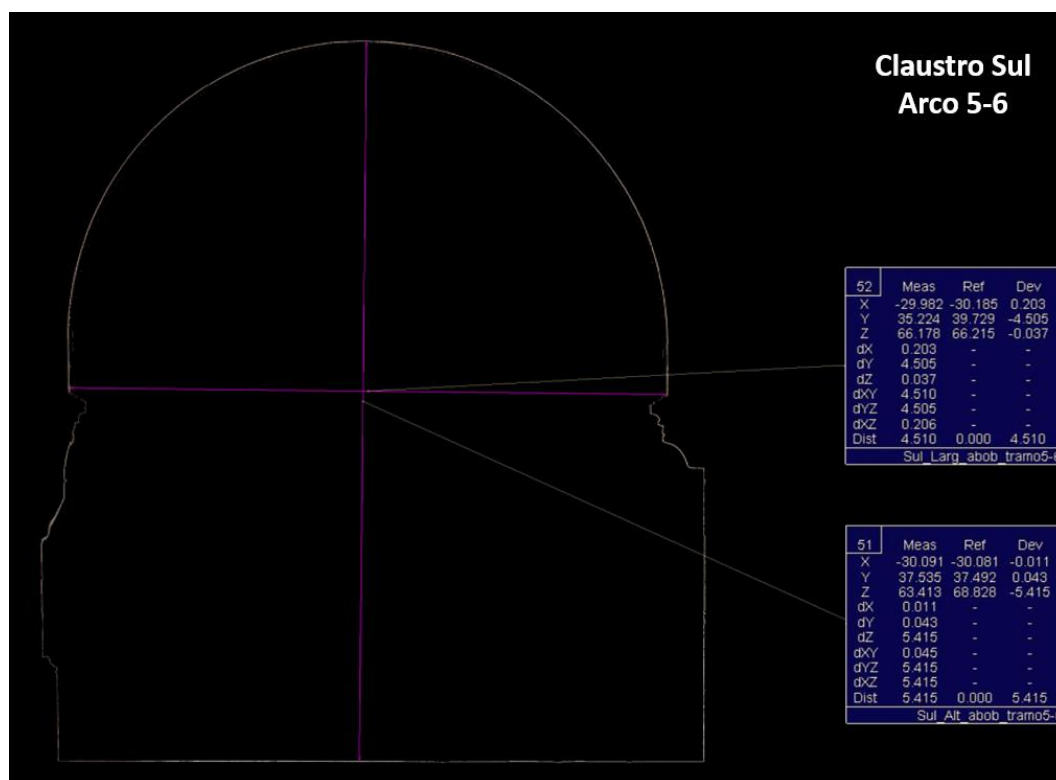 Claustro Sul
Arco 5-6
52 Meas Ref Dev
X -29.982 -30.185 0.203
Y 35.224 39.729 -4.505
Z 66.178 66.215 -0.037
dX 0.203 - -
dY 4.505 - -
dZ 0.037 - -
dXY 4.510 - -
dYZ 4.505 - -
dXZ 0.206 - -
Dist 4.510 0.000 4.510
Sul_Larg_abob_tramo5-6
51 Meas Ref Dev
X -30.091 -30.081 -0.011
Y 37.535 37.492 0.043
Z 63.413 68.828 -5.415
dX 0.011 - -
dY 0.043 - -
dZ 5.415 - -
dXY 0.045 - -
dYZ 5.415 - -
dXZ 5.415 - -
Dist 5.415 0.000 5.415
Sul_Alt_abob_tramo5-